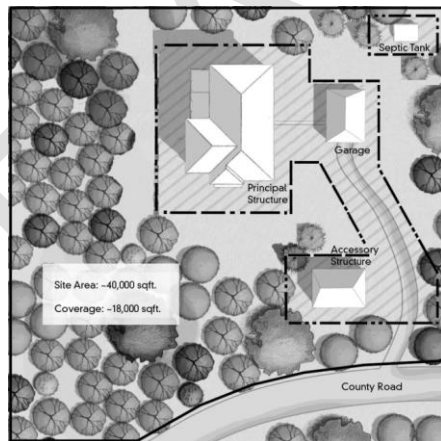 Septic Tank
Garage
Principal
Structure
Accessory
Structure
Site Area: ~40,000 sqft.
Coverage: ~18,000 sqft.
County Road